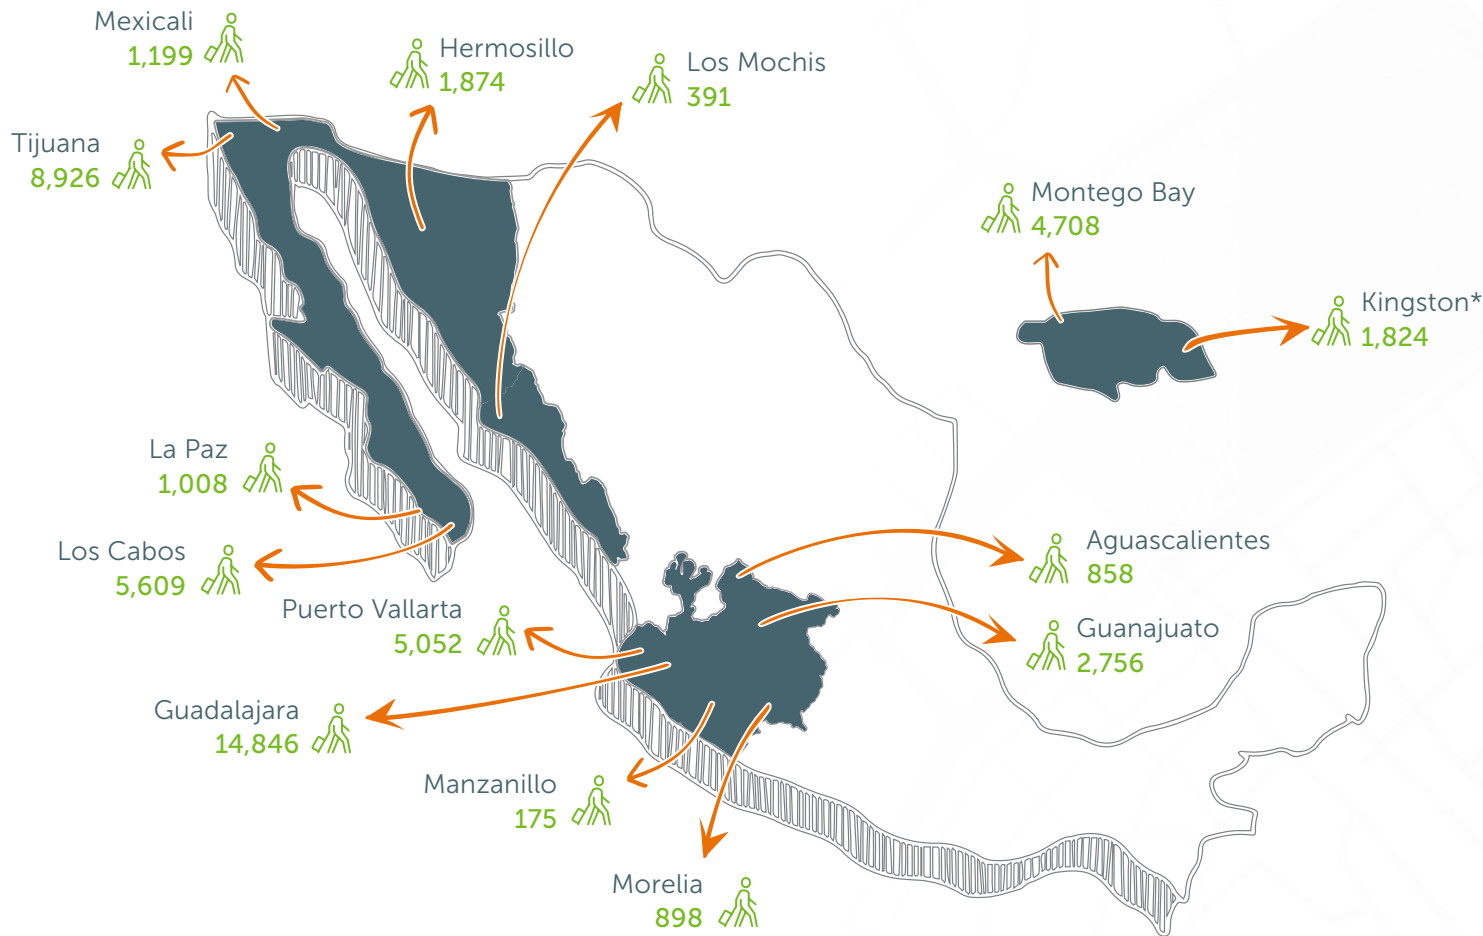 Mexicali
1,199
Hermosillo
1,874
Los Mochis
391
Tijuana
8,926
Montego Bay
4,708
Kingston*
1,824
La Paz
1,008
Los Cabos
5,609
Aguascalientes
858
Puerto Vallarta
5,052
Guanajuato
2,756
Guadalajara
14,846
Manzanillo
175
Morelia
898